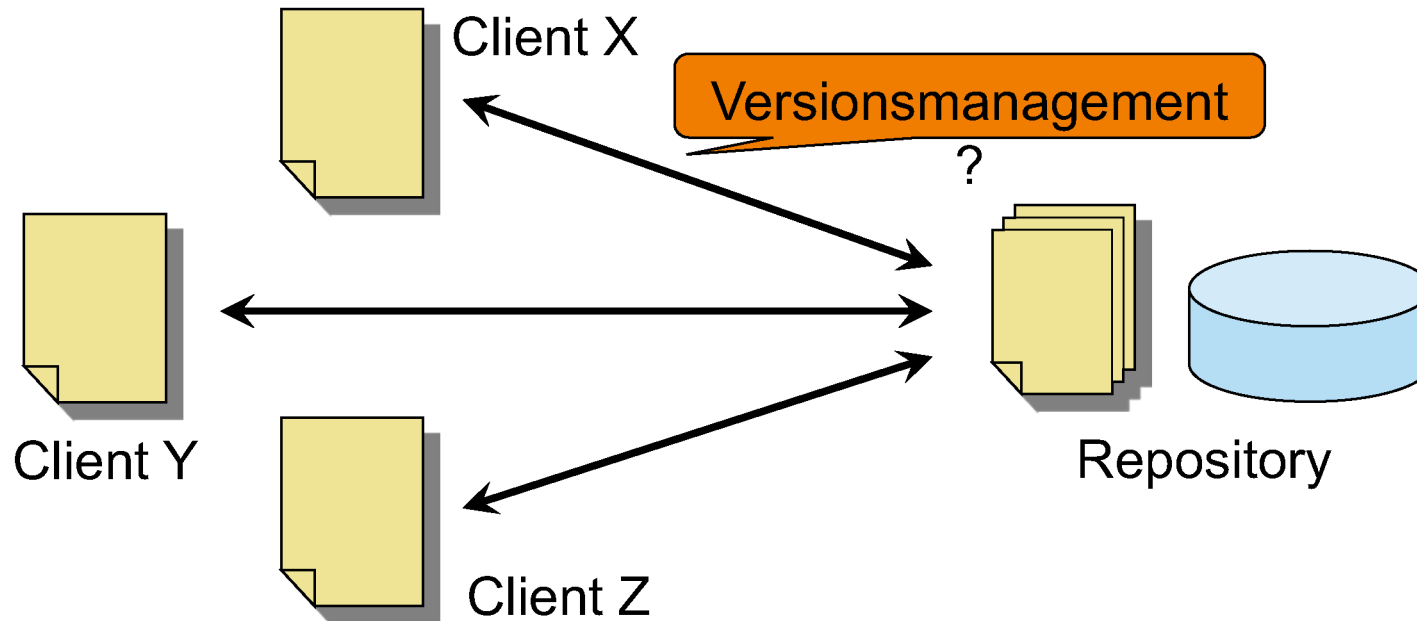 Client X
Versionsmanagement
?
Client Y
Repository
Client Z